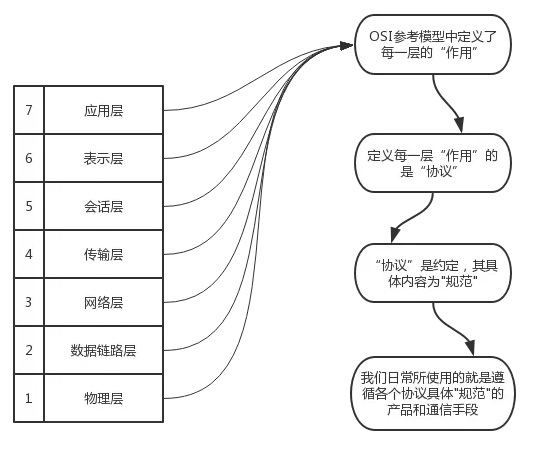 OSI参考模型中定义了
每一层的“作用”
7 应用层
6 表示层
5 会话层
4 传输层
3 网络层
2 数据链路层
1 物理层
定义每一层“作用”的
是“协议”
“协议”是约定，其具
体内容为"规范"
我们日常所使用的就是遵
循各个协议具体"规范"的
产品和通信手段